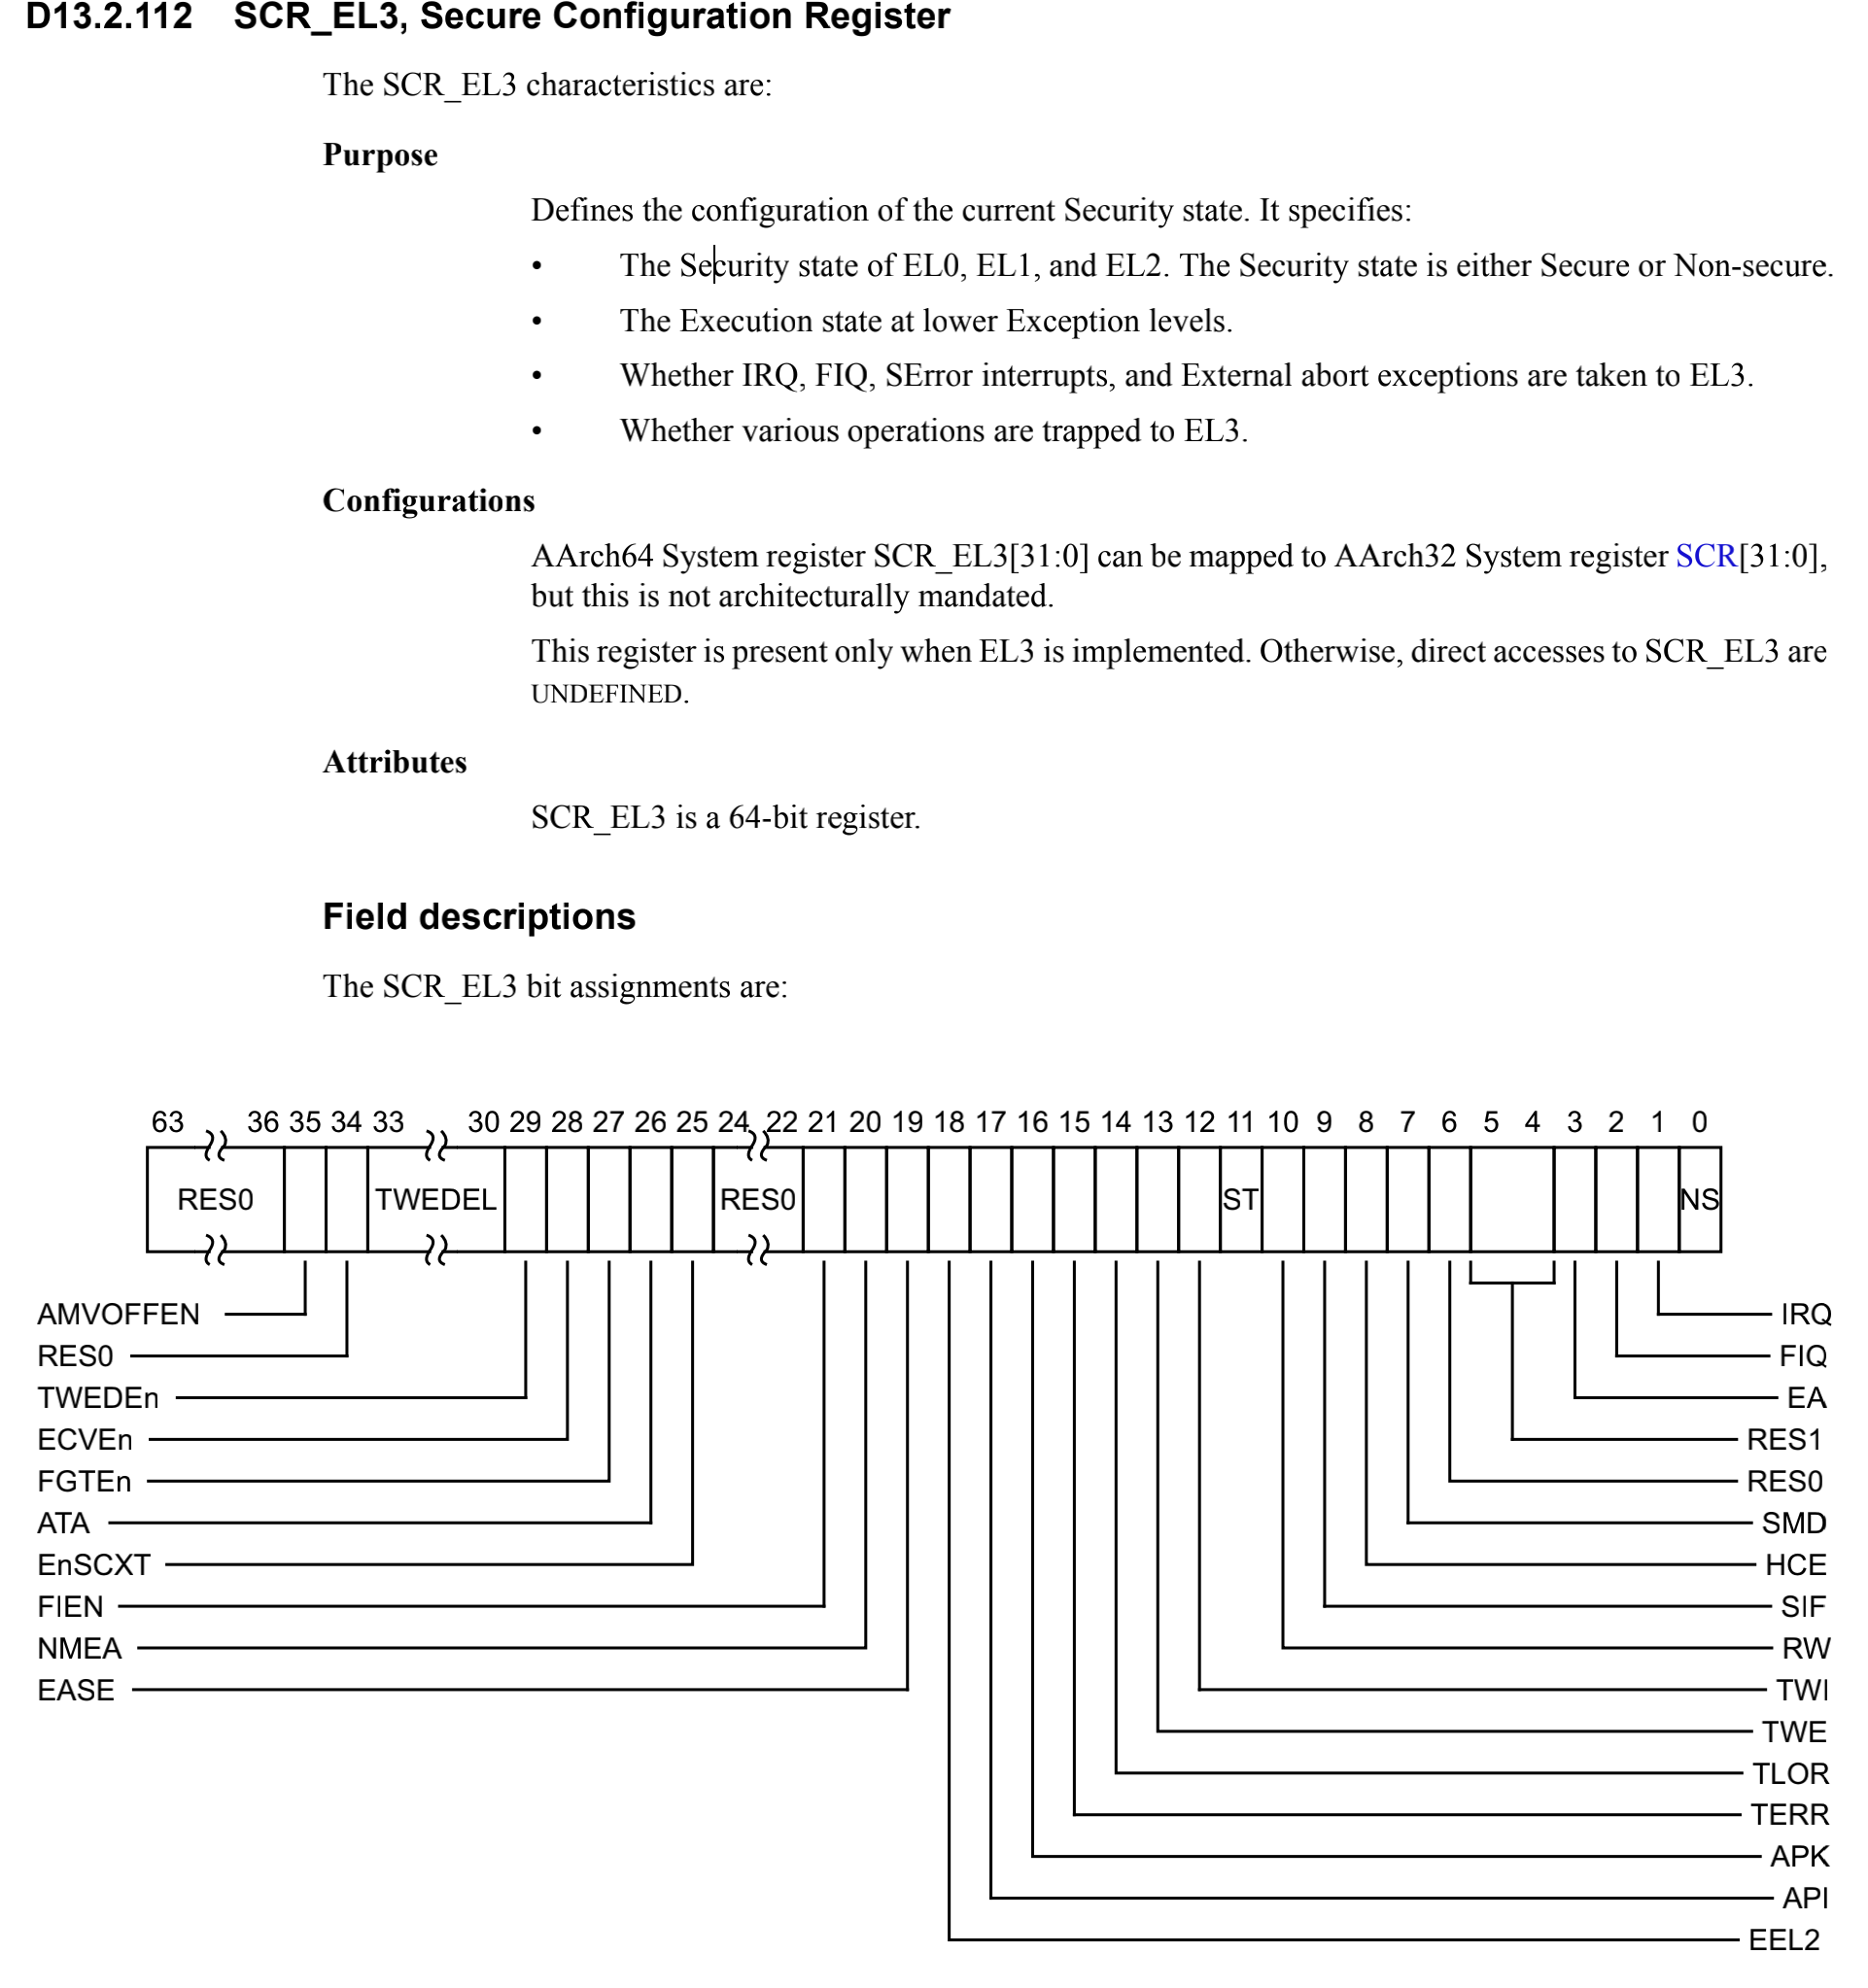 D13.2.112 SCR_EL3, Secure Configuration Register
The SCR_EL3 characteristics are:
Purpose
Defines the configuration of the current Security state. It specifies:
• The Security state of EL0, EL1, and EL2. The Security state is either Secure or Non-secure.
• The Execution state at lower Exception levels.
• Whether IRQ, FIQ, SError interrupts, and External abort exceptions are taken to EL3.
• Whether various operations are trapped to EL3.
Configurations
AArch64 System register SCR_EL3[31:0] can be mapped to AArch32 System register SCR[31:0],
but this is not architecturally mandated.
This register is present only when EL3 is implemented. Otherwise, direct accesses to SCR_EL3 are
UNDEFINED.
Attributes
SCR_EL3 is a 64-bit register.
Field descriptions
The SCR_EL3 bit assignments are:
63 36 35 34 33 30 29 28 27 26 25 24 22 21 20 19 18 17 16 15 14 13 12 11 10 9 8 7 6 5 4 3 2 1 0
RES0 TWEDEL RES0 ST NS
AMVOFFEN IRQ
RES0 FIQ
TWEDEn EA
ECVEn RES1
FGTEn RES0
ATA SMD
EnSCXT HCE
FIEN SIF
NMEA RW
EASE TWI
TWE
TLOR
TERR
APK
API
EEL2